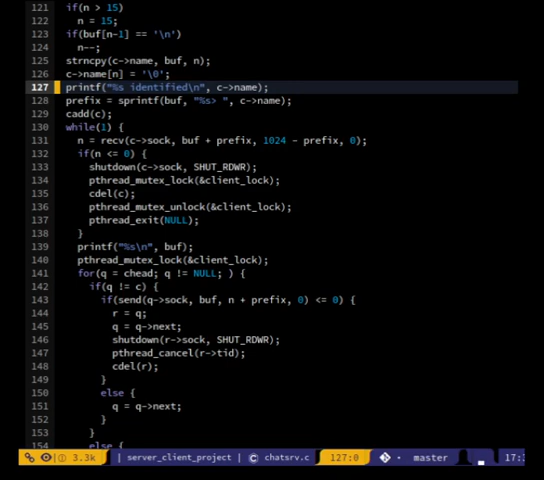 121 if(n > 15)
122 n = 15;
123 if(buf[n-1] == '\n')
124 n--;
125 strncpy(c->name, buf, n);
126 c->name[n] = '\0';
127 printf("%s identified\n", c->name);
128 prefix = sprintf(buf, "%s> ", c->name);
129 cadd(c);
130 while(1) {
131 n = recv(c->sock, buf + prefix, 1024 - prefix, 0);
132 if(n <= 0) {
133 shutdown(c->sock, SHUT_RDWR);
134 pthread_mutex_lock(&client_lock);
135 cdel(c);
136 pthread_mutex_unlock(&client_lock);
137 pthread_exit(NULL);
138 }
139 printf("%s\n", buf);
140 pthread_mutex_lock(&client_lock);
141 for(q = chead; q != NULL; ) {
142 if(q != c) {
143 if(send(q->sock, buf, n + prefix, 0) <= 0) {
144 r = q;
145 q = q->next;
146 shutdown(r->sock, SHUT_RDWR);
147 pthread_cancel(r->tid);
148 cdel(r);
149 }
150 else {
151 q = q->next;
152 }
153 }
154 else {
3.3k | server_client_project | chatsrv.c 127:0 master 17: